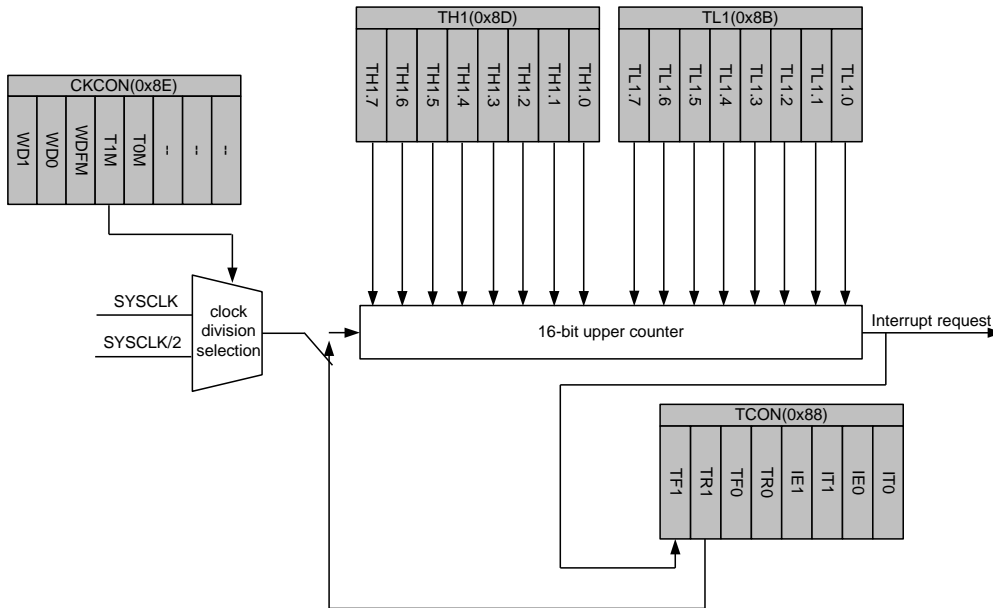 TH1(0x8D)
TH1.7
TH1.6
TH1.5
TH1.4
TH1.3
TH1.2
TH1.1
TH1.0
TL1(0x8B)
TL1.7
TL1.6
TL1.5
TL1.4
TL1.3
TL1.2
TL1.1
TL1.0
CKCON(0x8E)
WD1
WD0
WDFM
T1M
T0M
--
--
--
SYSCLK
SYSCLK/2
clock
division
selection
16-bit upper counter
Interrupt request
TCON(0x88)
TF1
TR1
TF0
TR0
IE1
IT1
IE0
IT0